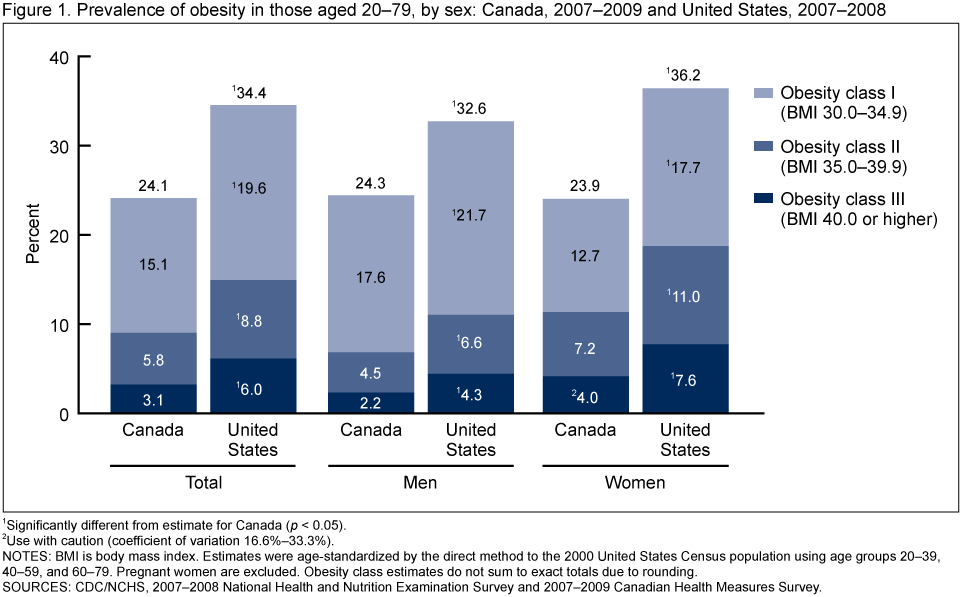 Figure 1. Prevalence of obesity in those aged 20–79, by sex: Canada, 2007–2009 and United States, 2007–2008
40
30
20
10
0
Percent
24.1
15.1
5.8
3.1
¹34.4
¹19.6
¹8.8
¹6.0
24.3
17.6
4.5
2.2
¹32.6
¹21.7
¹6.6
¹4.3
23.9
12.7
7.2
²4.0
¹36.2
¹17.7
¹11.0
¹7.6
Obesity class I
(BMI 30.0–34.9)
Obesity class II
(BMI 35.0–39.9)
Obesity class III
(BMI 40.0 or higher)
Canada
United
States
Canada
United
States
Canada
United
States
Total
Men
Women
¹Significantly different from estimate for Canada (p < 0.05).
²Use with caution (coefficient of variation 16.6%–33.3%).
NOTES: BMI is body mass index. Estimates were age-standardized by the direct method to the 2000 United States Census population using age groups 20–39,
40–59, and 60–79. Pregnant women are excluded. Obesity class estimates do not sum to exact totals due to rounding.
SOURCES: CDC/NCHS, 2007–2008 National Health and Nutrition Examination Survey and 2007–2009 Canadian Health Measures Survey.